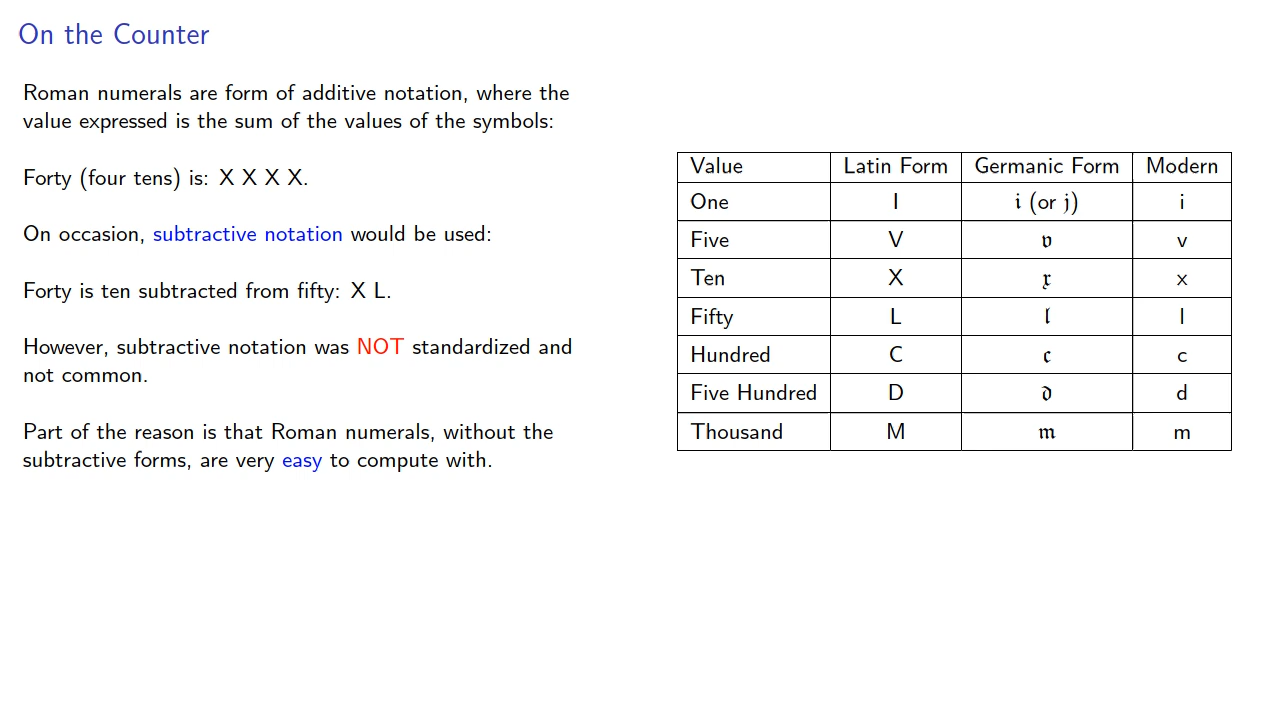 On the Counter
Roman numerals are form of additive notation, where the
value expressed is the sum of the values of the symbols:
Forty (four tens) is: X X X X.
On occasion, subtractive notation would be used:
Forty is ten subtracted from fifty: X L.
However, subtractive notation was NOT standardized and
not common.
Part of the reason is that Roman numerals, without the
subtractive forms, are very easy to compute with.
Value Latin Form Germanic Form Modern
One I 𝔦 (or 𝔧) i
Five V 𝔳 v
Ten X 𝔵 x
Fifty L 𝔩 l
Hundred C 𝔠 c
Five Hundred D 𝔡 d
Thousand M 𝔪 m